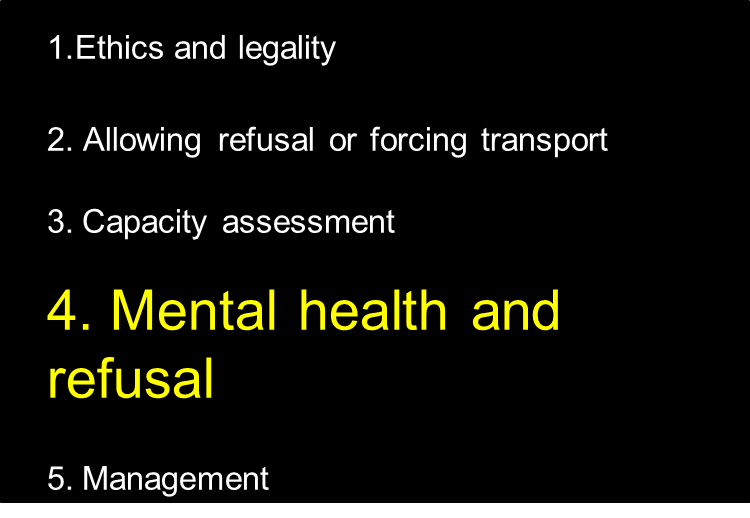 1.Ethics and legality
2. Allowing refusal or forcing transport
3. Capacity assessment
4. Mental health and
refusal
5. Management